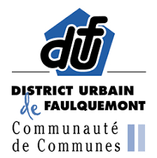 duf
DISTRICT URBAIN
de FAULQUEMONT
Communauté
de Communes